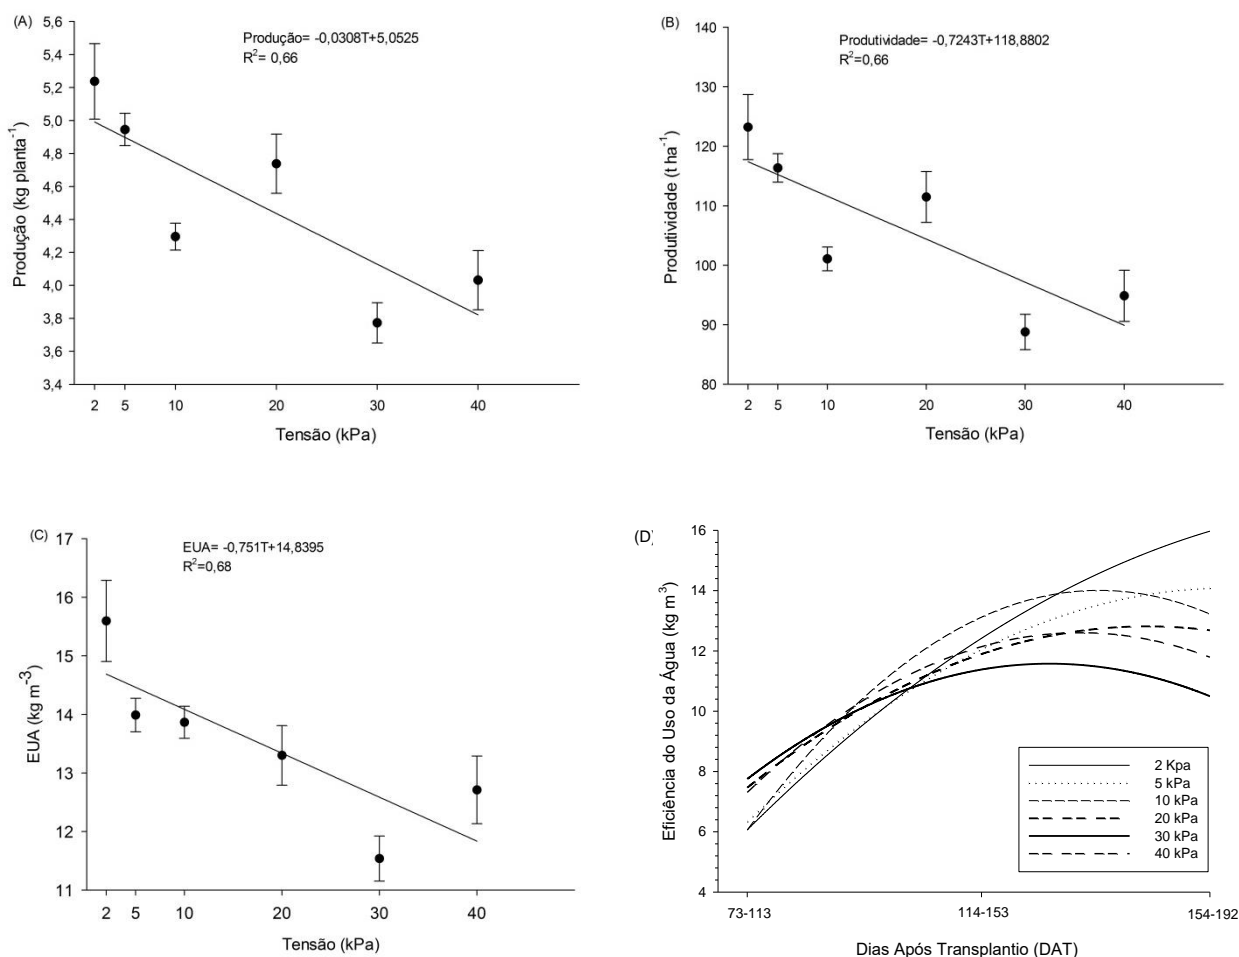 (A)
5,6
5,4
5,2
5,0
4,8
4,6
4,4
4,2
4,0
3,8
3,6
3,4
Produção (kg planta⁻¹)
Produção= -0,0308T+5,0525
R²= 0,66
2 5 10 20 30 40
Tensão (kPa)
(B)
140
130
120
110
100
90
80
Produtividade (t ha⁻¹)
Produtividade= -0,7243T+118,8802
R²=0,66
2 5 10 20 30 40
Tensão (kPa)
(C)
17
16
15
14
13
12
11
EUA (kg m⁻³)
EUA= -0,751T+14,8395
R²=0,68
2 5 10 20 30 40
Tensão (kPa)
(D)
16
14
12
10
8
6
4
Eficiência do Uso da Água (kg m³)
2 Kpa
5 kPa
10 kPa
20 kPa
30 kPa
40 kPa
73-113 114-153 154-192
Dias Após Transplantio (DAT)